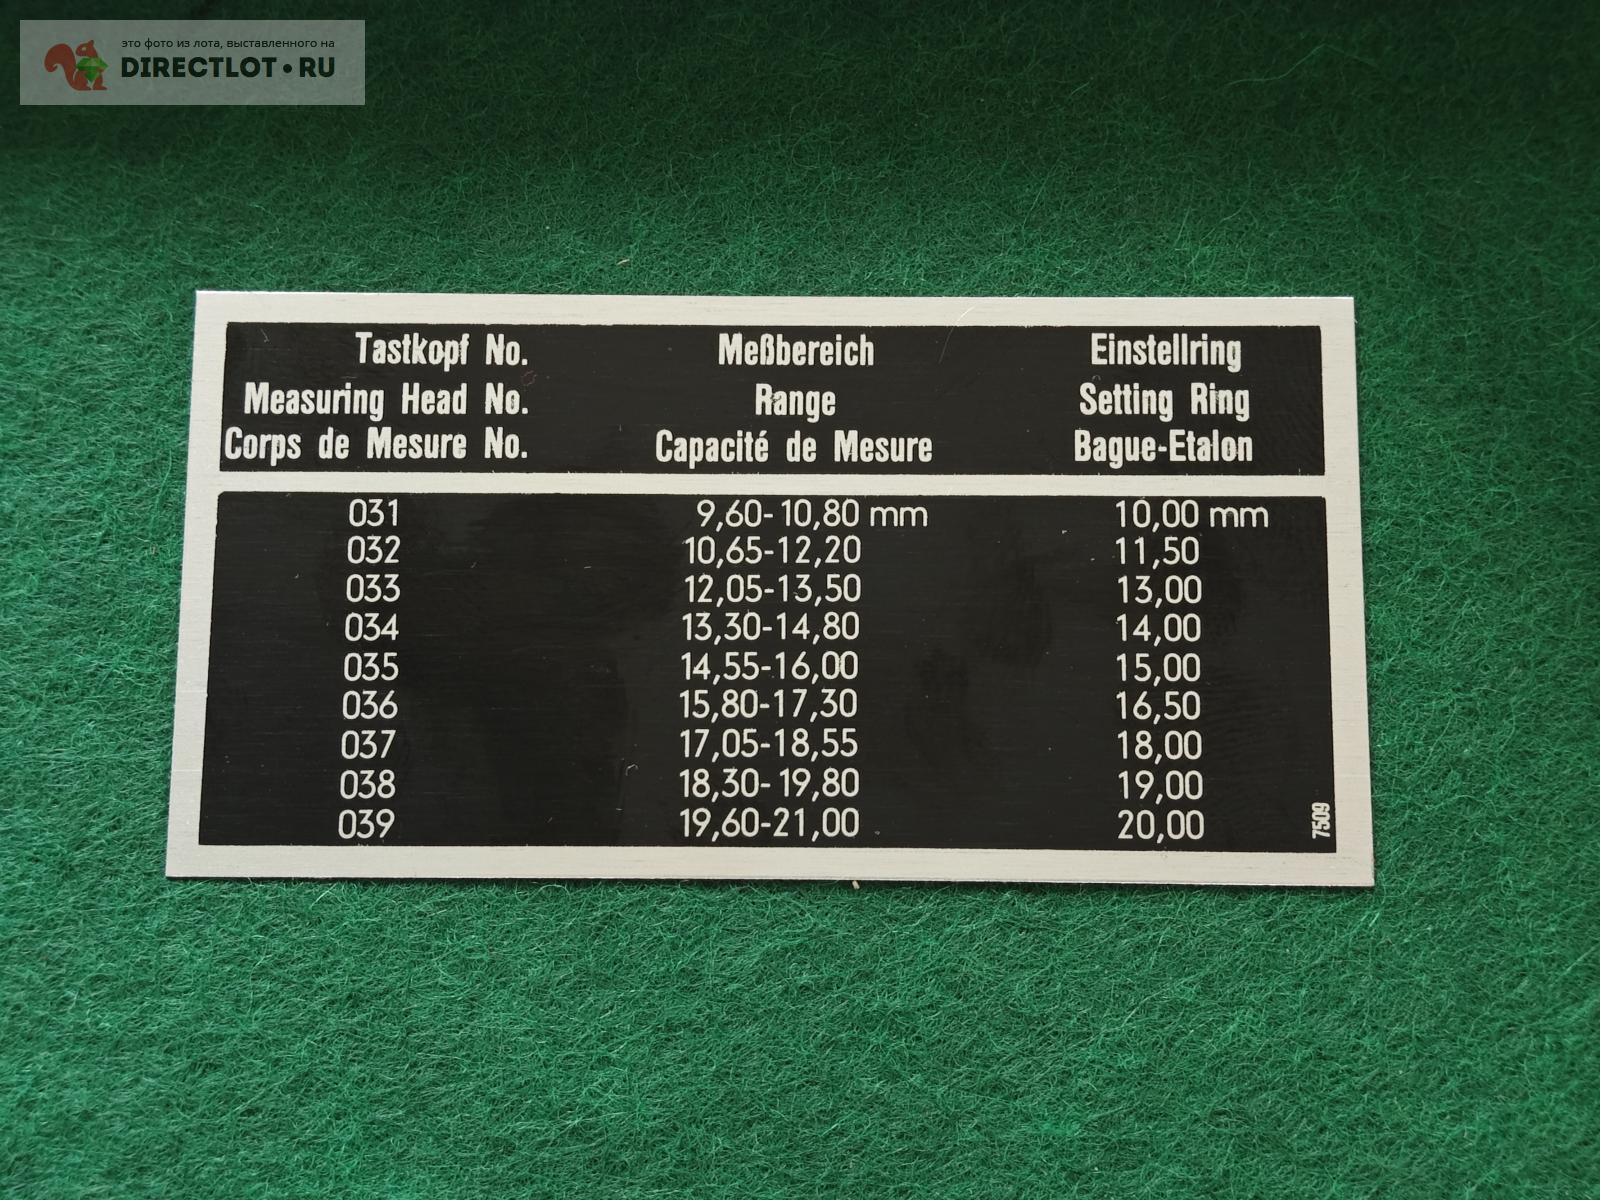 это фото из лота, выставленного на
DIRECTLOT•RU
Tastkopf No. Meßbereich Einstellring
Measuring Head No. Range Setting Ring
Corps de Mesure No. Capacité de Mesure Bague-Etalon
031 9,60-10,80 mm 10,00 mm
032 10,65-12,20 11,50
033 12,05-13,50 13,00
034 13,30-14,80 14,00
035 14,55-16,00 15,00
036 15,80-17,30 16,50
037 17,05-18,55 18,00
038 18,30-19,80 19,00
039 19,60-21,00 20,00
7509